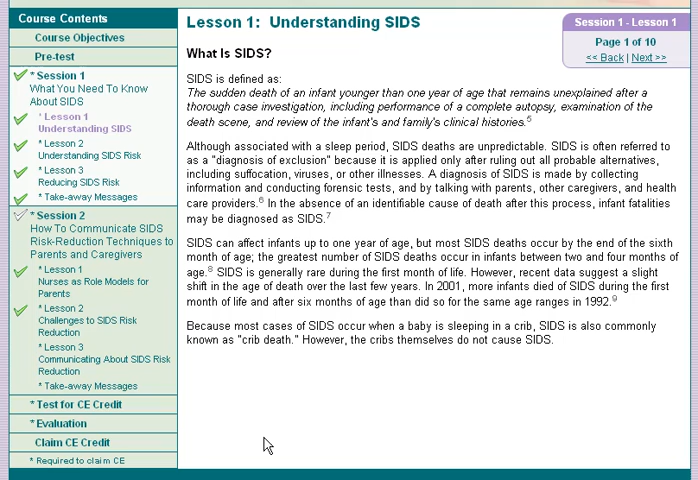 Course Contents
Course Objectives
Pre-test
* Session 1
What You Need To Know
About SIDS
* Lesson 1
Understanding SIDS
* Lesson 2
Understanding SIDS Risk
* Lesson 3
Reducing SIDS Risk
* Take-away Messages
* Session 2
How To Communicate SIDS
Risk-Reduction Techniques to
Parents and Caregivers
* Lesson 1
Nurses as Role Models for
Parents
* Lesson 2
Challenges to SIDS Risk
Reduction
* Lesson 3
Communicating About SIDS Risk
Reduction
* Take-away Messages
* Test for CE Credit
* Evaluation
Claim CE Credit
* Required to claim CE
Lesson 1: Understanding SIDS
Session 1 - Lesson 1
Page 1 of 10
<< Back | Next >>
What Is SIDS?
SIDS is defined as:
The sudden death of an infant younger than one year of age that remains unexplained after a
thorough case investigation, including performance of a complete autopsy, examination of the
death scene, and review of the infant's and family's clinical histories.5
Although associated with a sleep period, SIDS deaths are unpredictable. SIDS is often referred to
as a "diagnosis of exclusion" because it is applied only after ruling out all probable alternatives,
including suffocation, viruses, or other illnesses. A diagnosis of SIDS is made by collecting
information and conducting forensic tests, and by talking with parents, other caregivers, and health
care providers.6 In the absence of an identifiable cause of death after this process, infant fatalities
may be diagnosed as SIDS.7
SIDS can affect infants up to one year of age, but most SIDS deaths occur by the end of the sixth
month of age; the greatest number of SIDS deaths occur in infants between two and four months of
age.8 SIDS is generally rare during the first month of life. However, recent data suggest a slight
shift in the age of death over the last few years. In 2001, more infants died of SIDS during the first
month of life and after six months of age than did so for the same age ranges in 1992.9
Because most cases of SIDS occur when a baby is sleeping in a crib, SIDS is also commonly
known as "crib death." However, the cribs themselves do not cause SIDS.